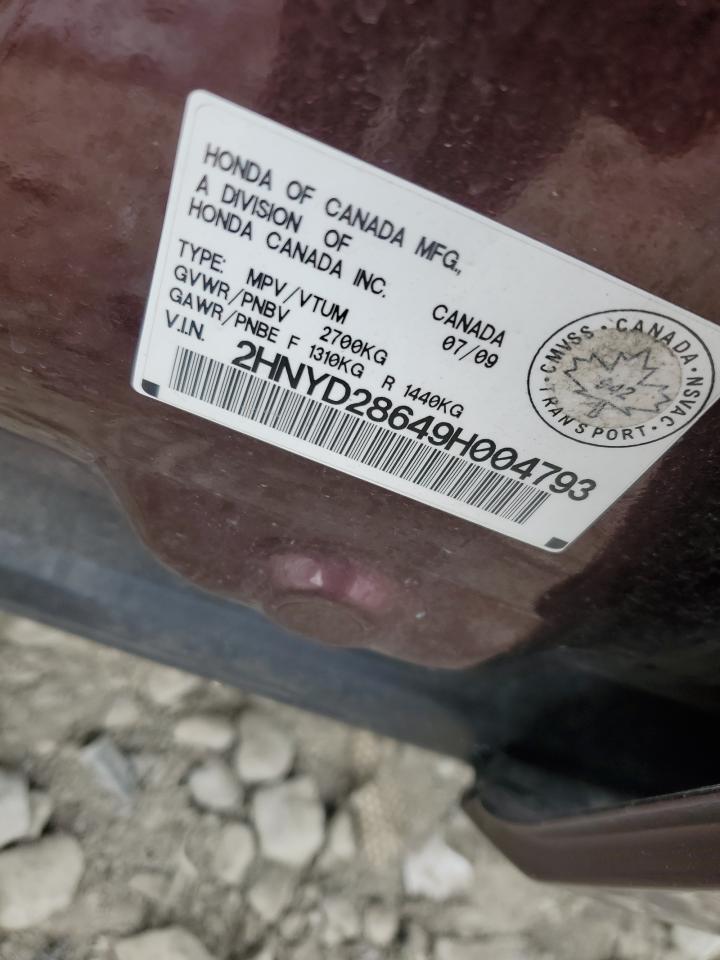 HONDA OF CANADA MFG.,
A DIVISION OF
HONDA CANADA INC.
CANADA
TYPE: MPV/VTUM 07/09
GVWR/PNBV 2700KG
GAWR/PNBE F 1310KG R 1440KG
V.I.N. 2HNYD28649H004793
CANADA · NSVAC · TRANSPORT · CMVSS ·
642